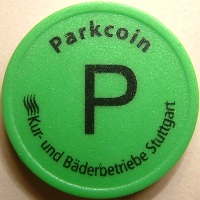 Parkcoin
P
Kur- und Bäderbetriebe Stuttgart